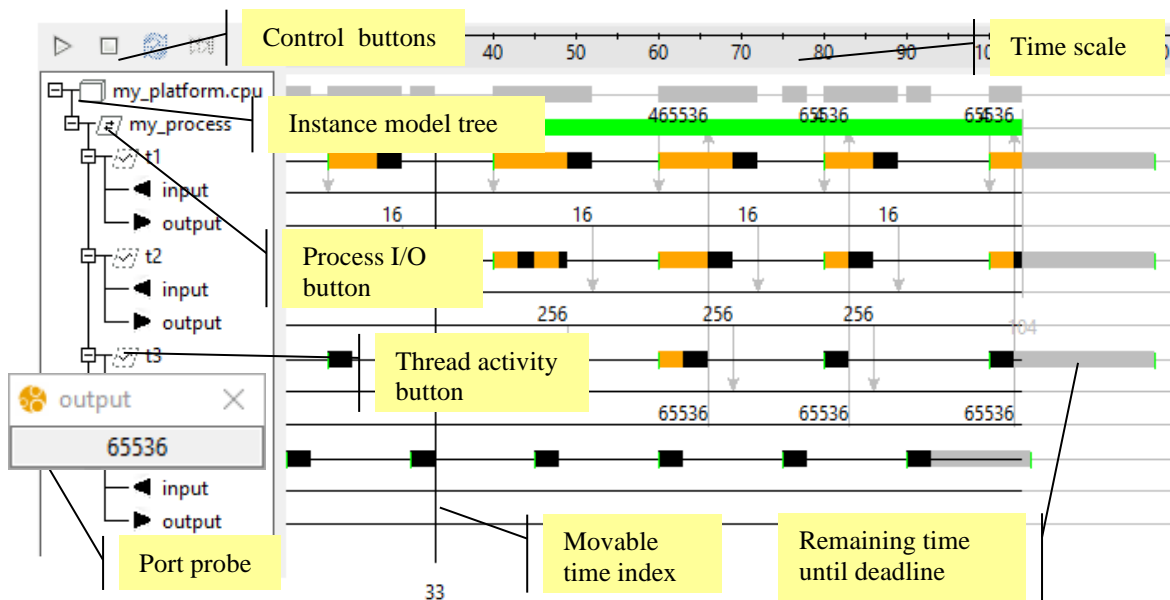 Control buttons
40 50 60 70 80 90
Time scale
my_platform.cpu
Instance model tree
my_process
465536
65536
65536
t1
input
output
16 16 16 16
Process I/O
button
t2
input
output
256 256 256
104
t3
Thread activity
button
output
65536
65536 65536 65536
input
output
Port probe
Movable
time index
Remaining time
until deadline
33